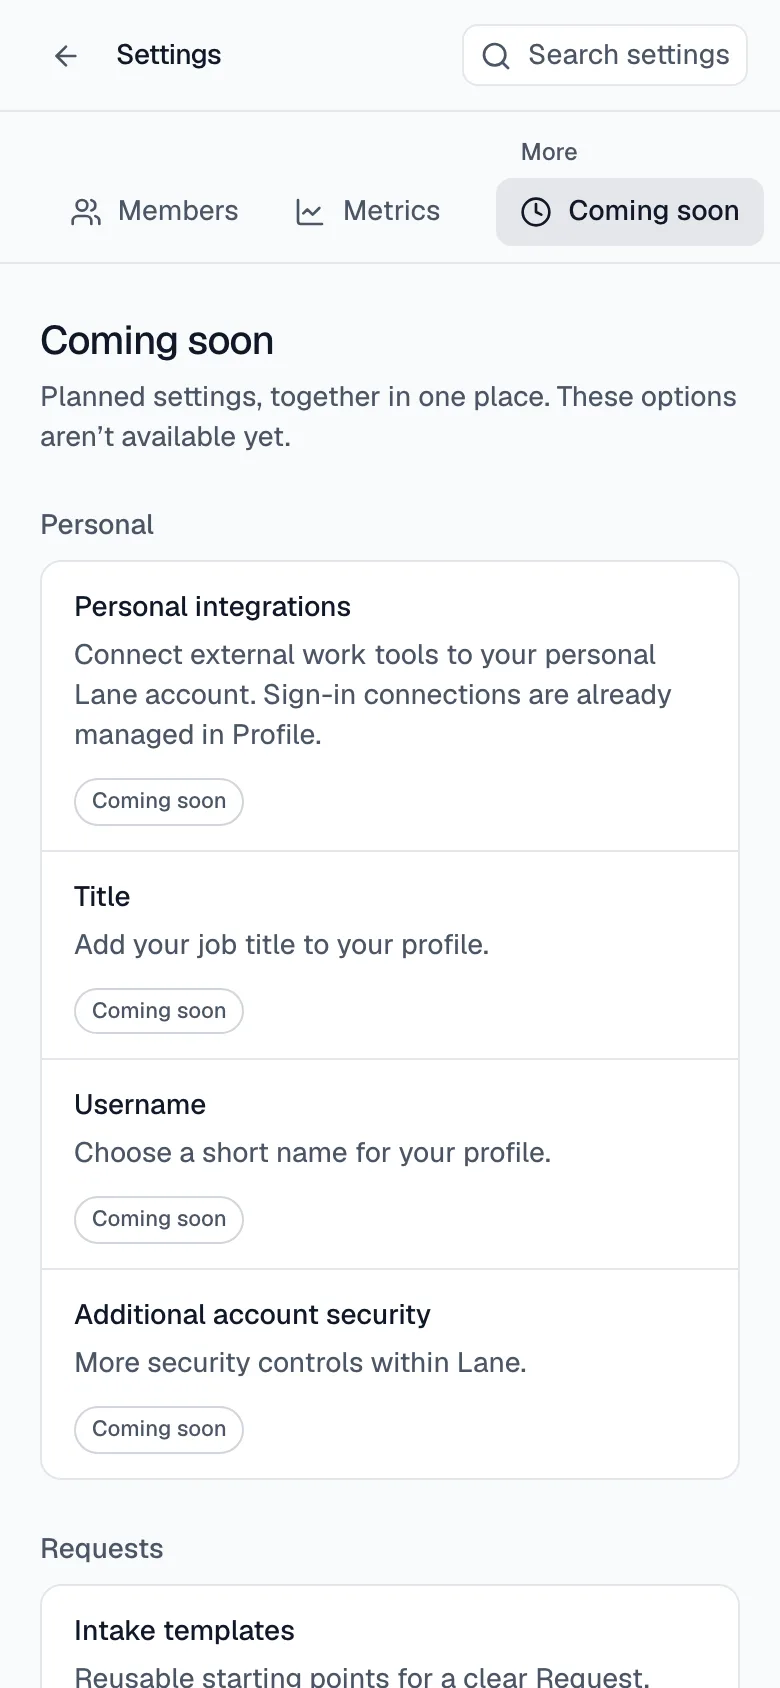 Settings
Search settings
More
Members
Metrics
Coming soon
Coming soon
Planned settings, together in one place. These options
aren’t available yet.
Personal
Personal integrations
Connect external work tools to your personal
Lane account. Sign-in connections are already
managed in Profile.
Coming soon
Title
Add your job title to your profile.
Coming soon
Username
Choose a short name for your profile.
Coming soon
Additional account security
More security controls within Lane.
Coming soon
Requests
Intake templates
Reusable starting points for a clear Request.